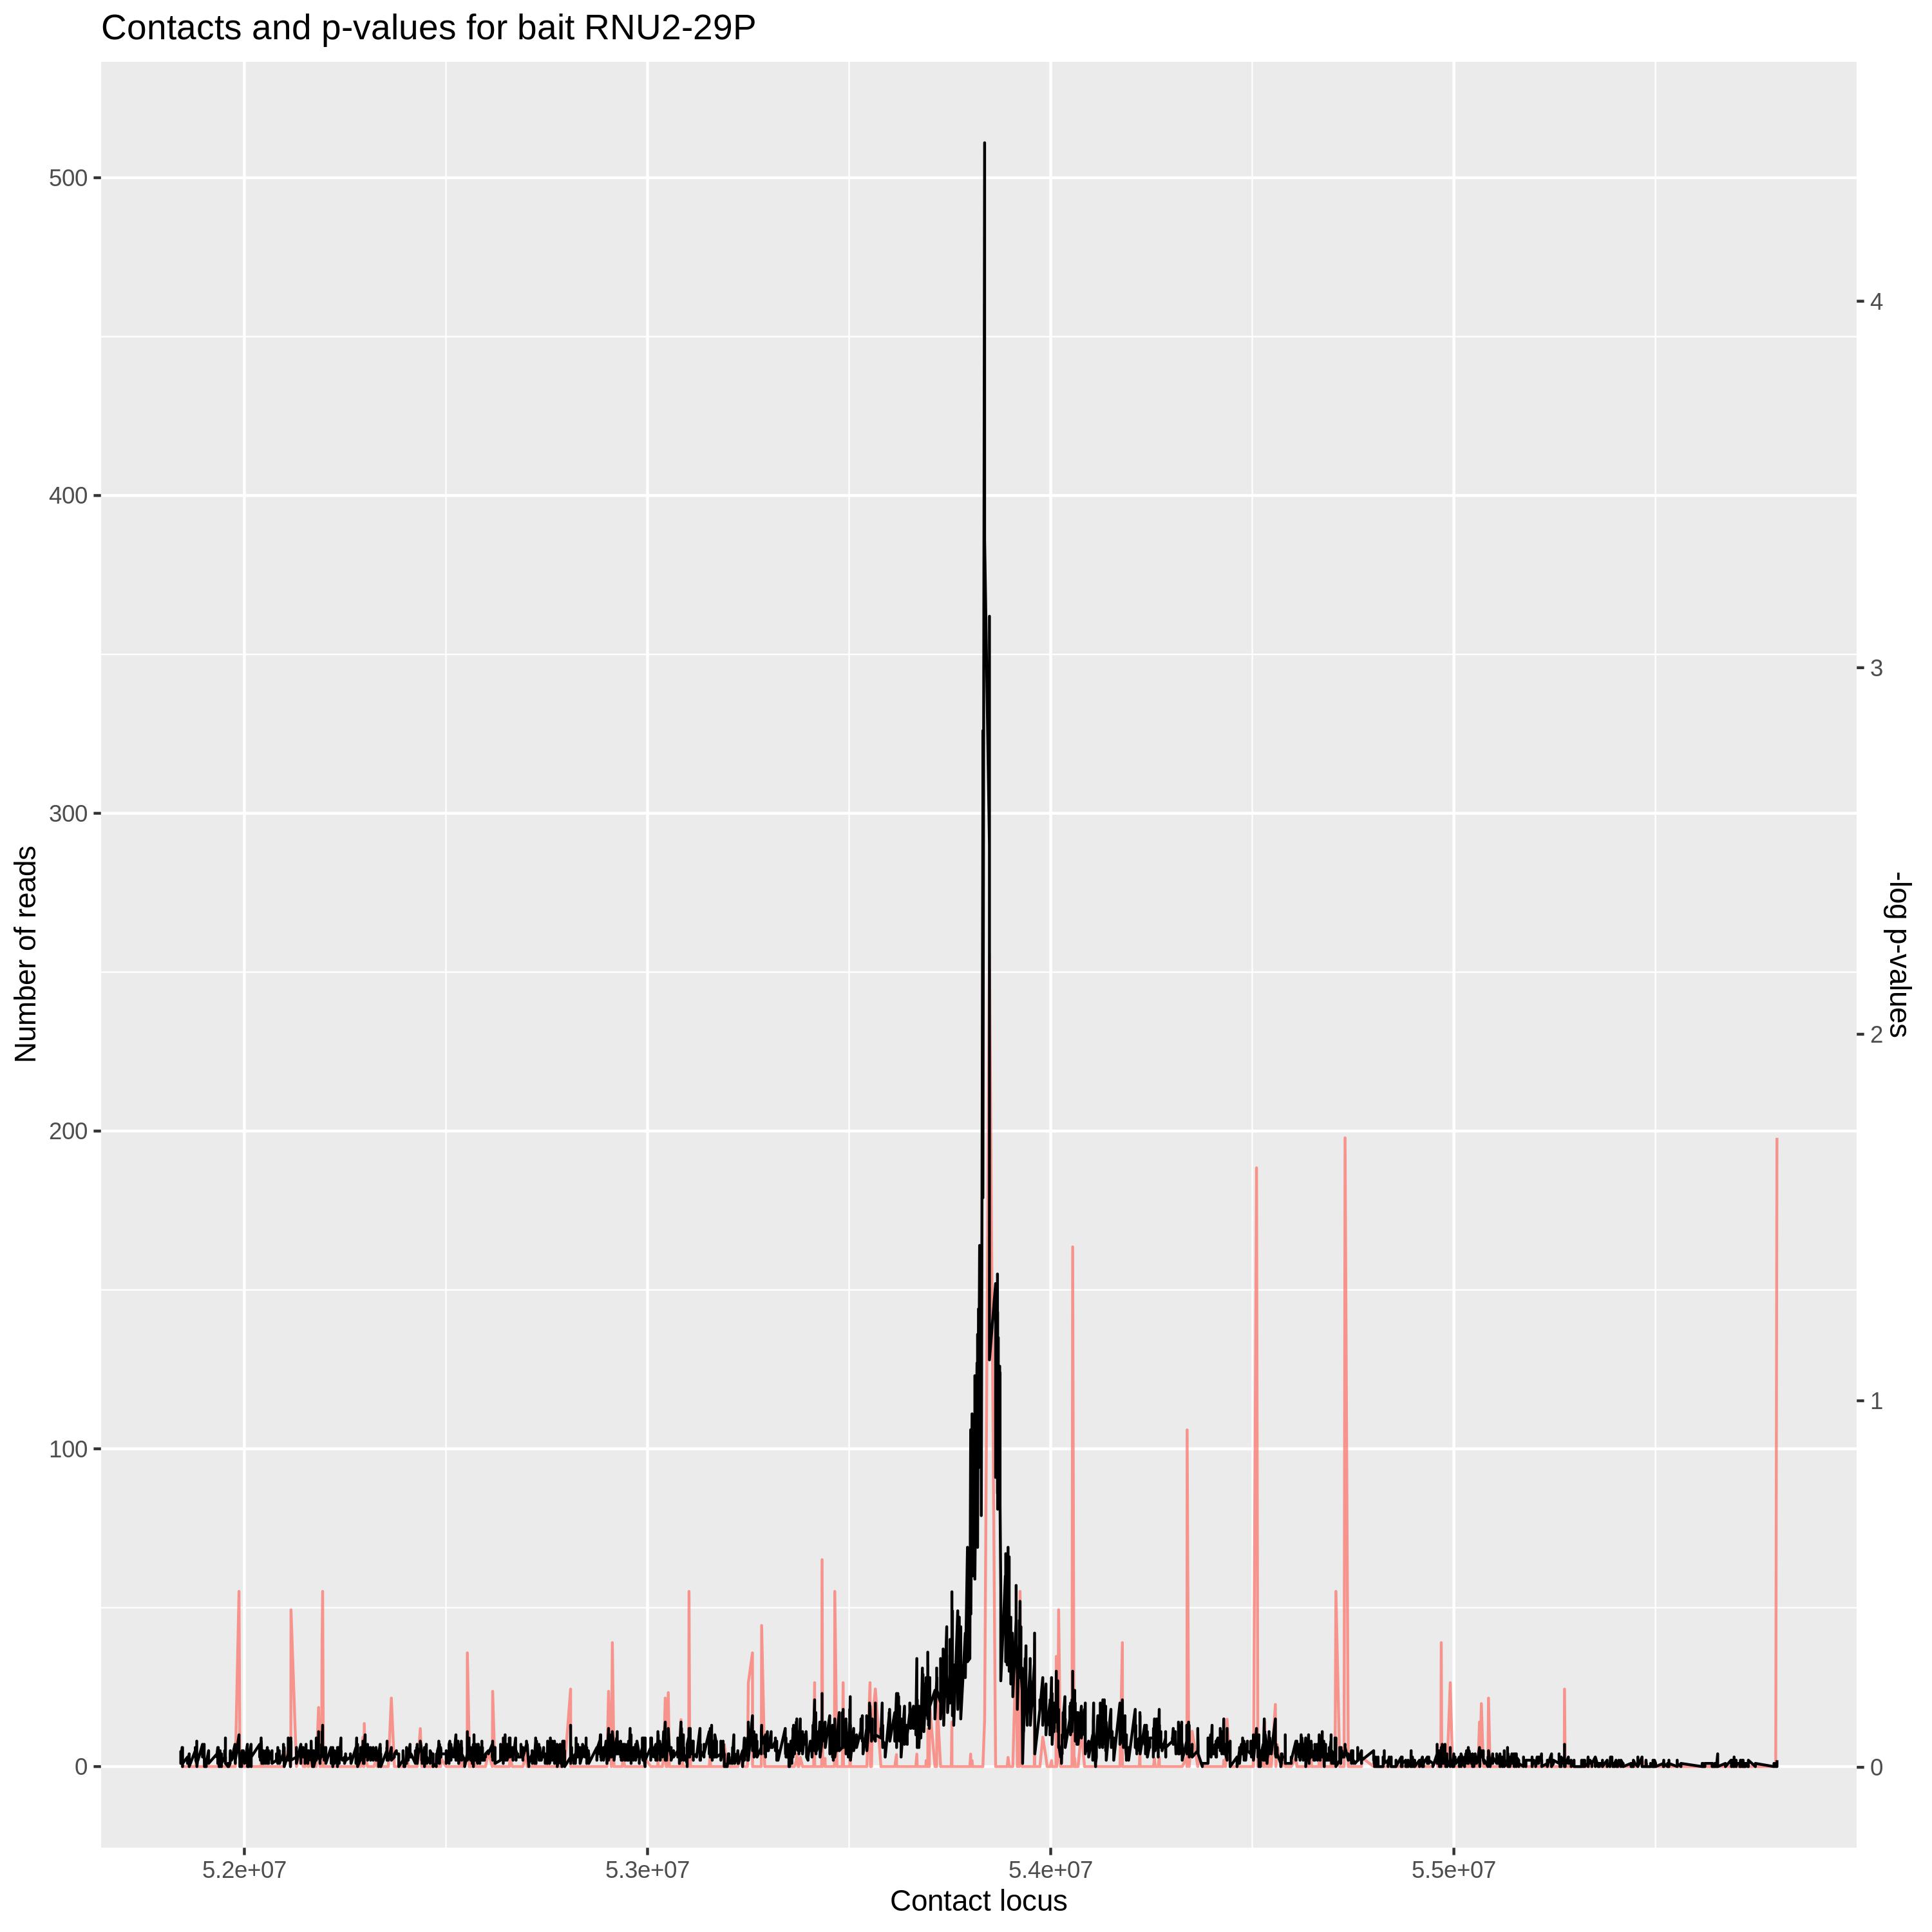 Contacts and p-values for bait RNU2-29P
500
400
300
200
100
0
Number of reads
4
3
2
1
0
-log p-values
5.2e+07 5.3e+07 5.4e+07 5.5e+07
Contact locus